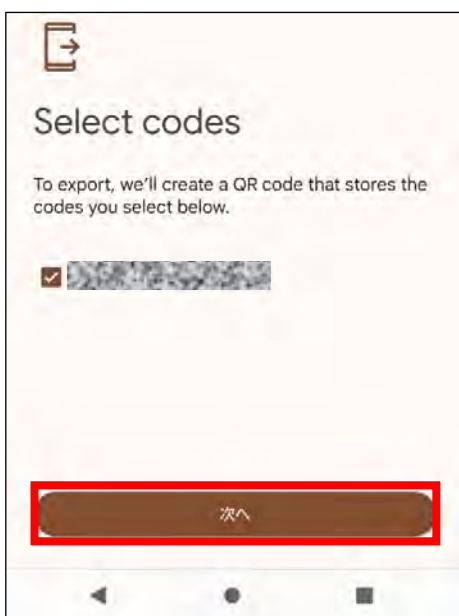 Select codes
To export, we'll create a QR code that stores the
codes you select below.
次へ